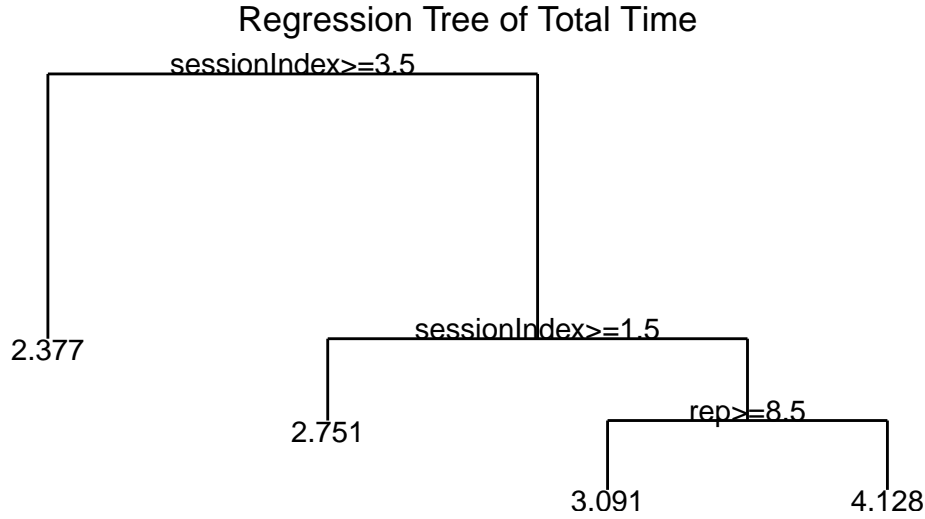 Regression Tree of Total Time
sessionIndex>=3.5
sessionIndex>=1.5
2.377
rep>=8.5
2.751
3.091 4.128